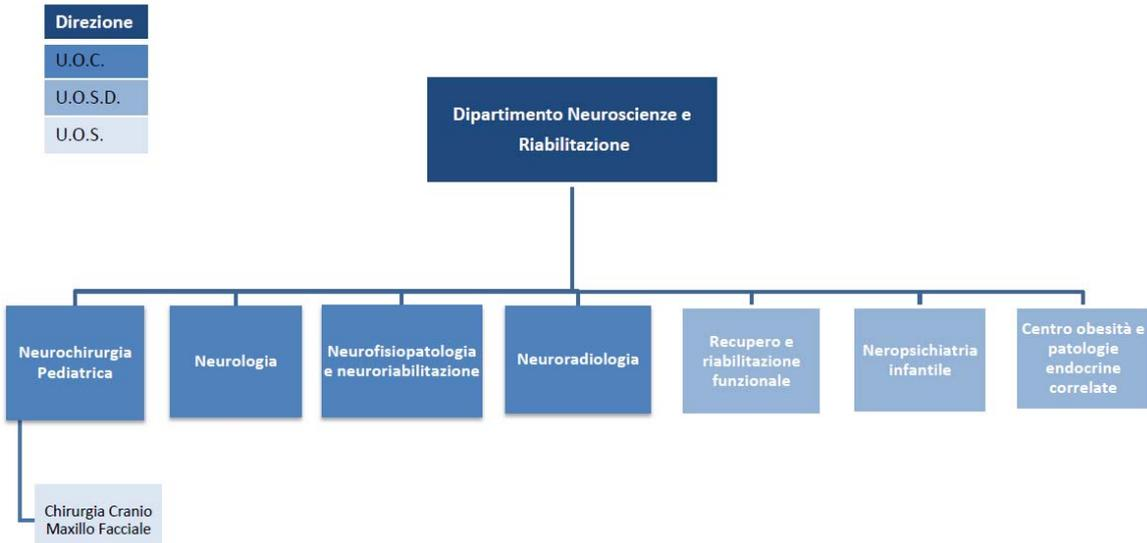 Direzione
U.O.C.
U.O.S.D.
U.O.S.
Dipartimento Neuroscienze e
Riabilitazione
Neurochirurgia
Pediatrica
Neurologia
Neurofisiopatologia
e neuroriabilitazione
Neuroradiologia
Recupero e
riabilitazione
funzionale
Neropsichiatria
infantile
Centro obesità e
patologie
endocrine
correlate
Chirurgia Cranio
Maxillo Facciale